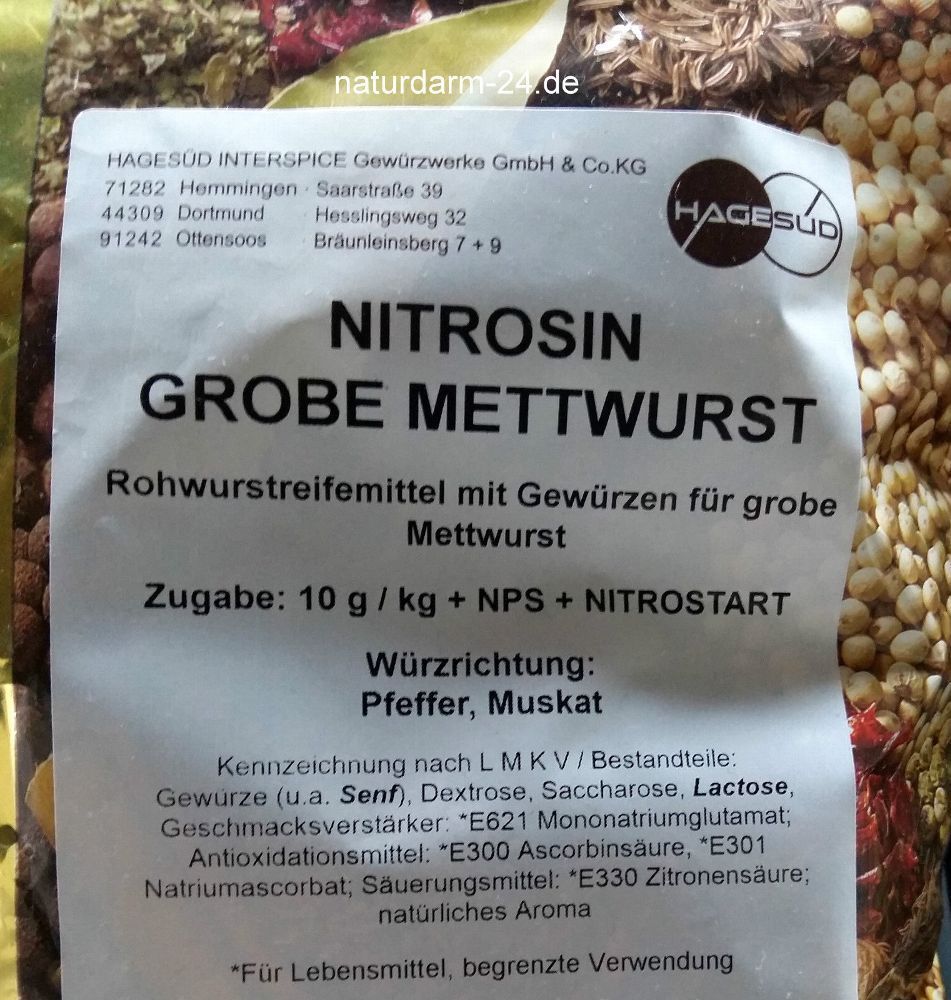 naturdarm-24.de
HAGESÜD INTERSPICE Gewürzwerke GmbH & Co.KG
71282 Hemmingen · Saarstraße 39
44309 Dortmund Hesslingsweg 32
91242 Ottensoos Bräunleinsberg 7 + 9
HAGESÜD
NITROSIN
GROBE METTWURST
Rohwurstreifemittel mit Gewürzen für grobe
Mettwurst
Zugabe: 10 g / kg + NPS + NITROSTART
Würzrichtung:
Pfeffer, Muskat
Kennzeichnung nach L M K V / Bestandteile:
Gewürze (u.a. Senf), Dextrose, Saccharose, Lactose,
Geschmacksverstärker: *E621 Mononatriumglutamat;
Antioxidationsmittel: *E300 Ascorbinsäure, *E301
Natriumascorbat; Säuerungsmittel: *E330 Zitronensäure;
natürliches Aroma
*Für Lebensmittel, begrenzte Verwendung